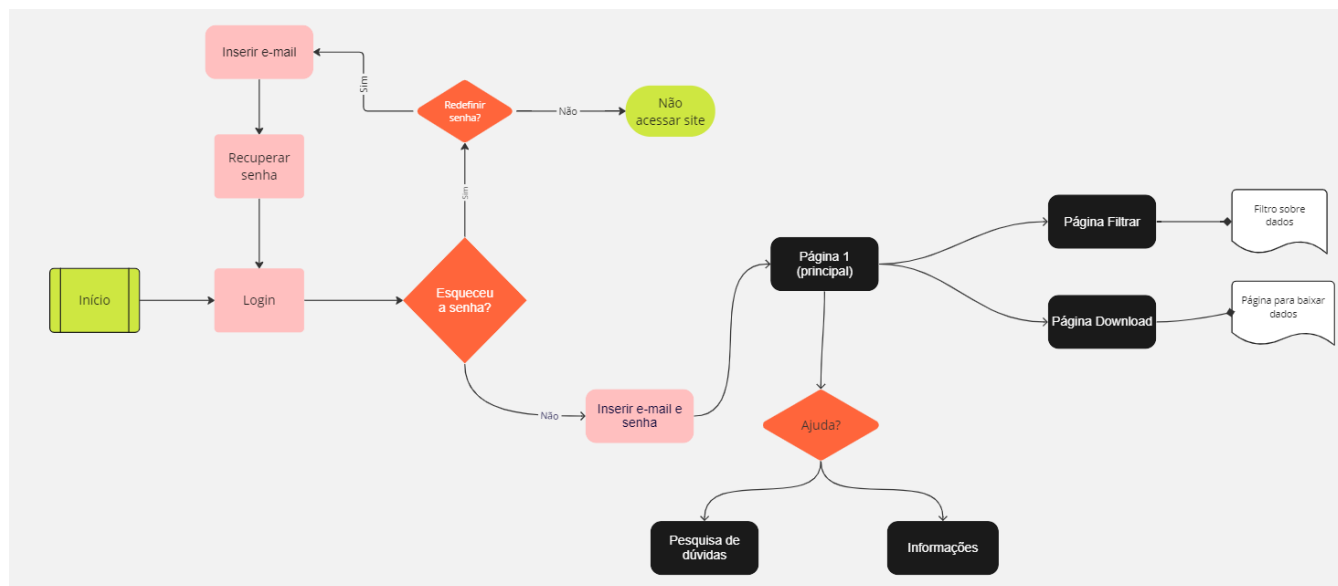 Inserir e-mail
Sim
Redefinir
senha?
Não
Não
acessar site
Recuperar
senha
Sim
Início
Login
Esqueceu
a senha?
Não
Inserir e-mail e
senha
Página 1
(principal)
Página Filtrar
Filtro sobre
dados
Página Download
Página para baixar
dados
Ajuda?
Pesquisa de
dúvidas
Informações